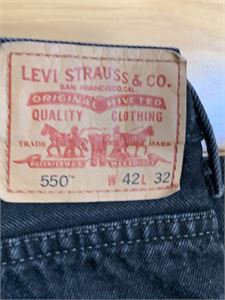 LEVI STRAUSS & CO.
SAN FRANCISCO, CAL
ORIGINAL RIVETED
QUALITY CLOTHING
TRADE MARK
550™ W 42 L 32